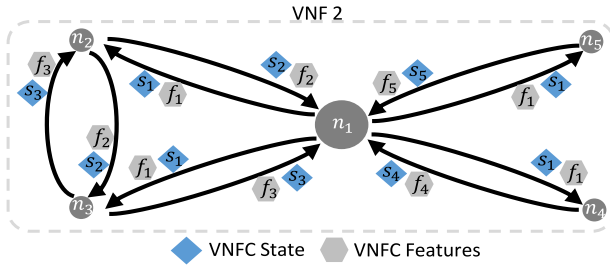 VNF 2
n₂
n₅
f₃
s₃
s₁
f₁
s₂
f₂
f₅
s₅
f₁
s₁
n₁
f₂
s₂
f₁
s₁
f₃
s₃
s₄
f₄
s₁
f₁
n₃
n₄
VNFC State
VNFC Features